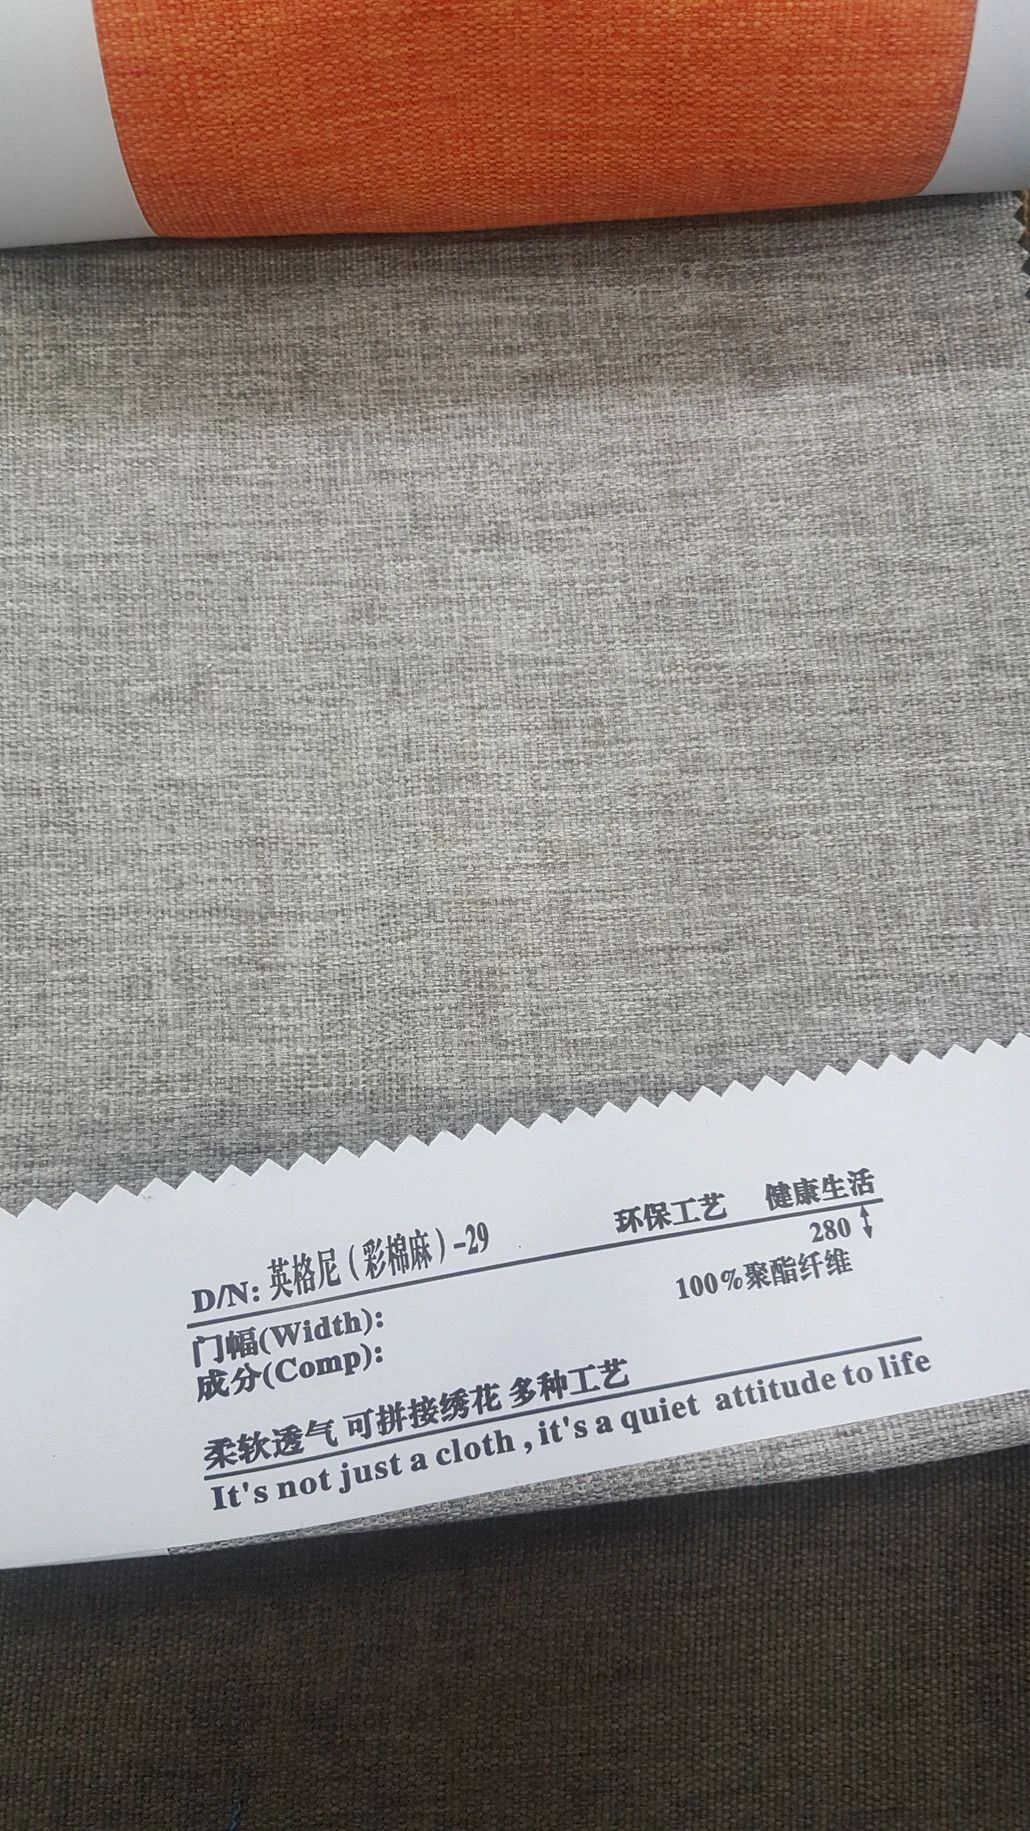 环保工艺 健康生活
D/N: 英格尼（彩棉麻）-29
门幅(Width): 280
成分(Comp): 100%聚酯纤维
柔软透气 可拼接绣花 多种工艺
It's not just a cloth , it's a quiet attitude to life